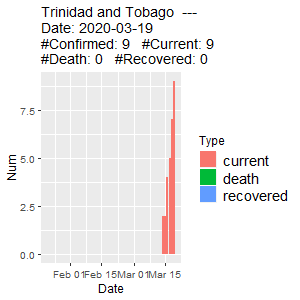 Trinidad and Tobago  ---
Date: 2020-03-19
#Confirmed: 9   #Current: 9
#Death: 0   #Recovered: 0
Num
7.5
5.0
2.5
0.0
Feb 01
Feb 15
Mar 01
Mar 15
Date
Type
current
death
recovered